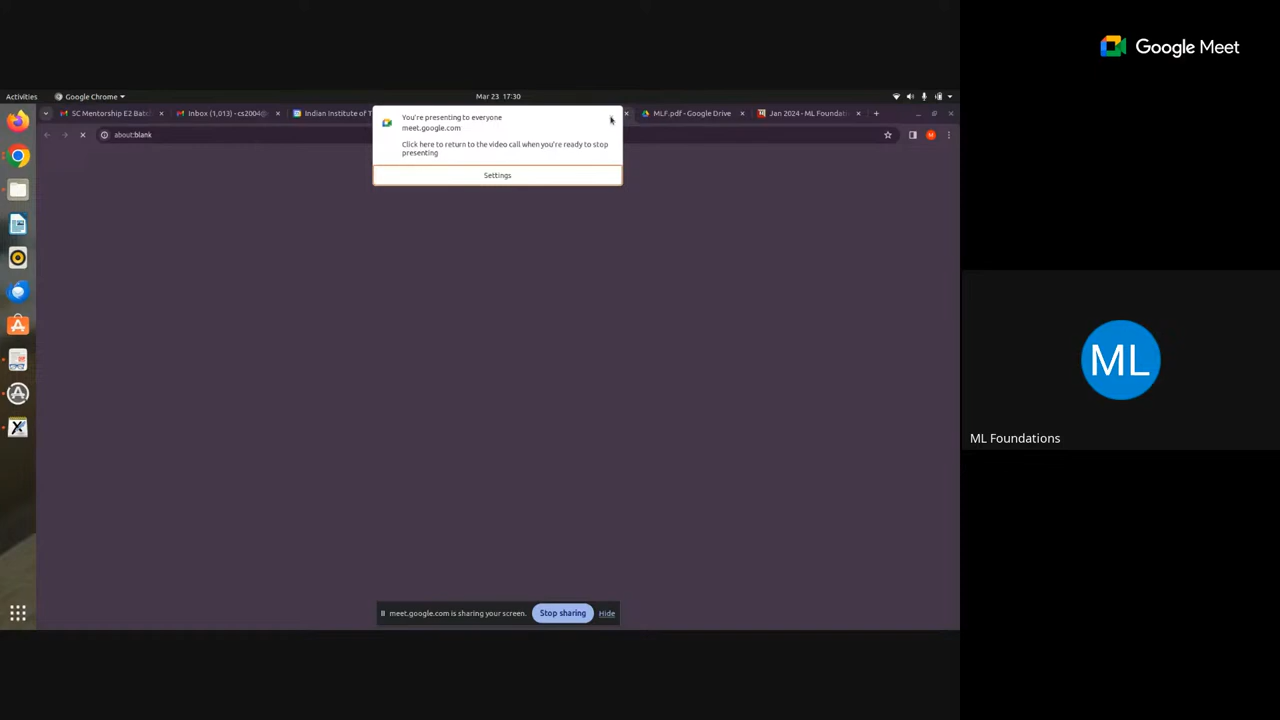 Google Meet
Activities
Google Chrome
Mar 23 17:30
SC Mentorship E2 Batc
Inbox (1,013) - cs2004@
Indian Institute of T
MLF.pdf - Google Drive
Jan 2024 - ML Foundati
about:blank
You're presenting to everyone
meet.google.com
Click here to return to the video call when you're ready to stop
presenting
Settings
ML
ML Foundations
meet.google.com is sharing your screen.
Stop sharing
Hide